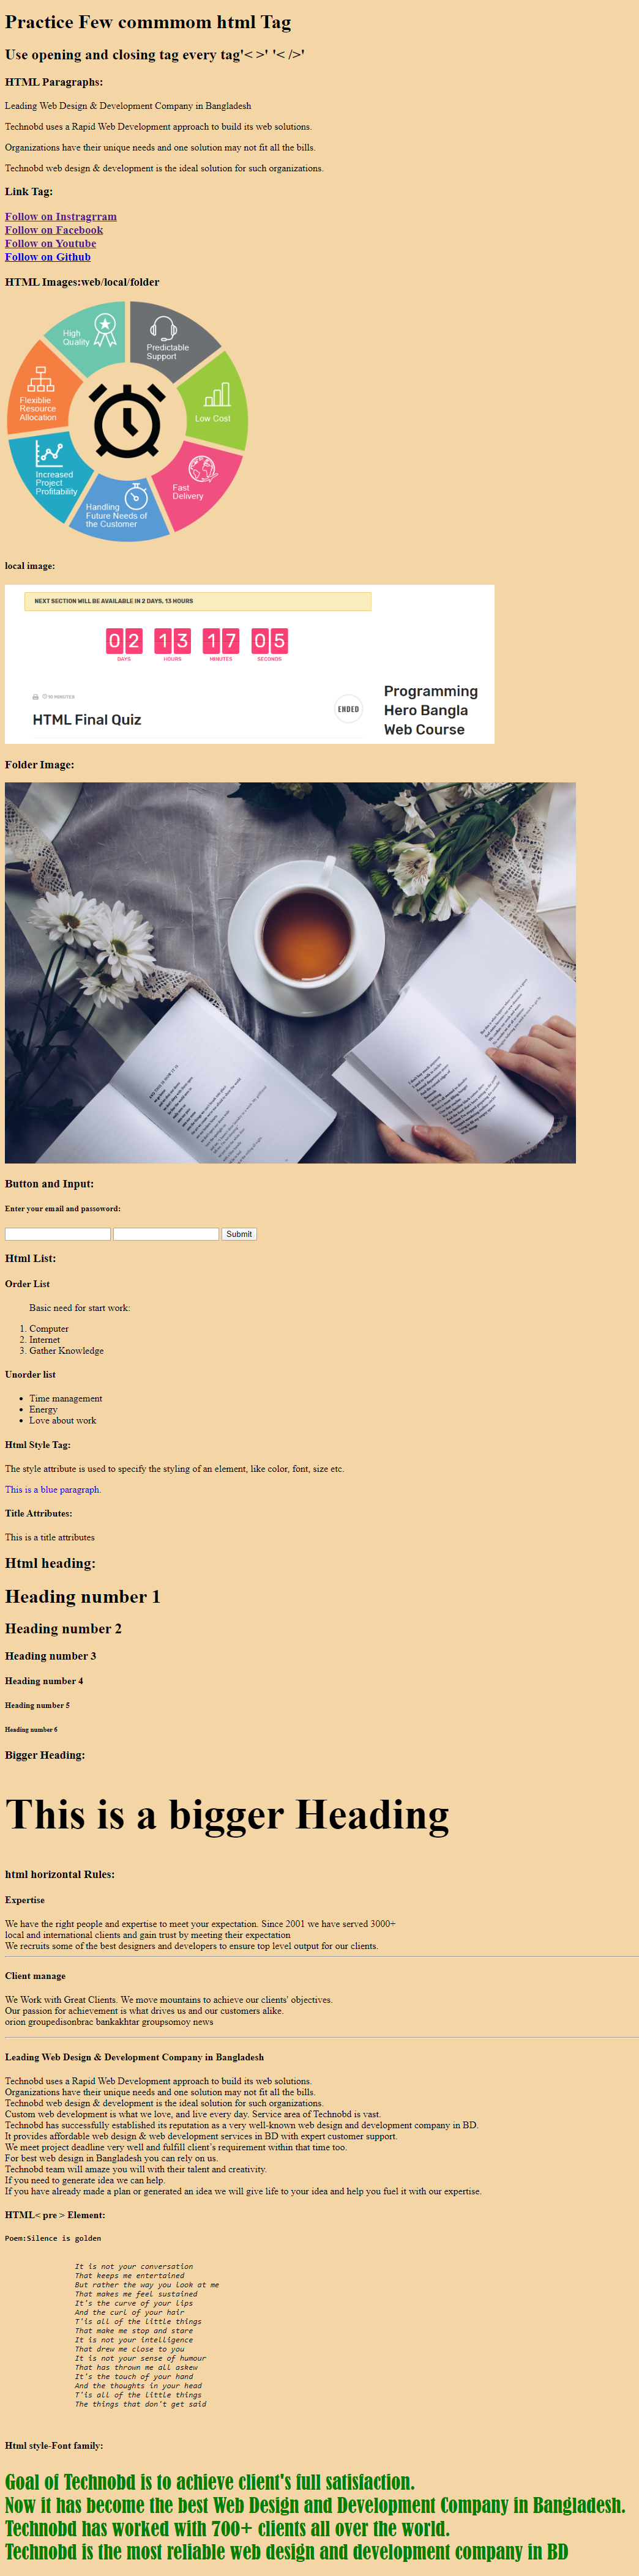 Practice Few commmom html Tag
Use opening and closing tag every tag'< >' '< />'
HTML Paragraphs:
Leading Web Design & Development Company in Bangladesh
Technobd uses a Rapid Web Development approach to build its web solutions.
Organizations have their unique needs and one solution may not fit all the bills.
Technobd web design & development is the ideal solution for such organizations.
Link Tag:
Follow on Instragrram
Follow on Facebook
Follow on Youtube
Follow on Github
HTML Images:web/local/folder
High
Quality
Predictable
Support
Flexiblie
Resource
Allocation
Low Cost
Increased
Project
Profitability
Fast
Delivery
Handling
Future Needs of
the Customer
local image:
NEXT SECTION WILL BE AVAILABLE IN 2 DAYS, 13 HOURS
02 13 17 05
DAYS HOURS MINUTES SECONDS
10 MINUTES
HTML Final Quiz
ENDED
Programming
Hero Bangla
Web Course
Folder Image:
Button and Input:
Enter your email and passoword:
Submit
Html List:
Order List
Basic need for start work:
1. Computer
2. Internet
3. Gather Knowledge
Unorder list
• Time management
• Energy
• Love about work
Html Style Tag:
The style attribute is used to specify the styling of an element, like color, font, size etc.
This is a blue paragraph.
Title Attributes:
This is a title attributes
Html heading:
Heading number 1
Heading number 2
Heading number 3
Heading number 4
Heading number 5
Heading number 6
Bigger Heading:
This is a bigger Heading
html horizontal Rules:
Expertise
We have the right people and expertise to meet your expectation. Since 2001 we have served 3000+
local and international clients and gain trust by meeting their expectation
We recruits some of the best designers and developers to ensure top level output for our clients.
Client manage
We Work with Great Clients. We move mountains to achieve our clients' objectives.
Our passion for achievement is what drives us and our customers alike.
orion groupedisonbrac bankakhtar groupsomoy news
Leading Web Design & Development Company in Bangladesh
Technobd uses a Rapid Web Development approach to build its web solutions.
Organizations have their unique needs and one solution may not fit all the bills.
Technobd web design & development is the ideal solution for such organizations.
Custom web development is what we love, and live every day. Service area of Technobd is vast.
Technobd has successfully established its reputation as a very well-known web design and development company in BD.
It provides affordable web design & web development services in BD with expert customer support.
We meet project deadline very well and fulfill client's requirement within that time too.
For best web design in Bangladesh you can rely on us.
Technobd team will amaze you will with their talent and creativity.
If you need to generate idea we can help.
If you have already made a plan or generated an idea we will give life to your idea and help you fuel it with our expertise.
HTML< pre > Element:
Poem:Silence is golden
It is not your conversation
That keeps me entertained
But rather the way you look at me
That makes me feel sustained
It's the curve of your lips
And the curl of your hair
T'is all of the little things
That make me stop and stare
It is not your intelligence
That drew me close to you
It is not your sense of humour
That has thrown me all askew
It's the touch of your hand
And the thoughts in your head
T'is all of the little things
The things that don't get said
Html style-Font family:
Goal of Technobd is to achieve client's full satisfaction.
Now it has become the best Web Design and Development Company in Bangladesh.
Technobd has worked with 700+ clients all over the world.
Technobd is the most reliable web design and development company in BD